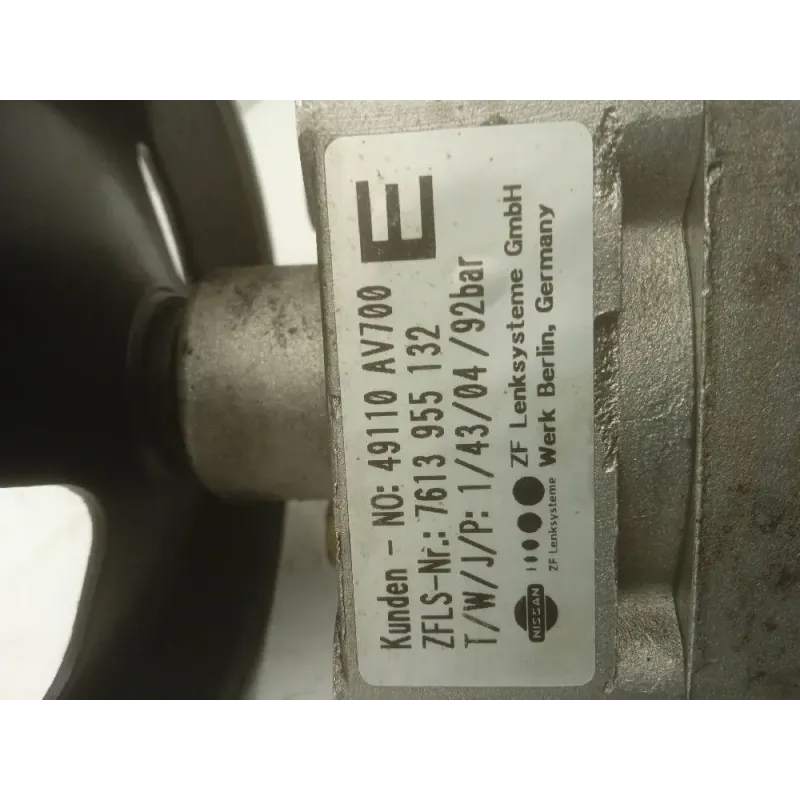 Kunden - NO: 49110 AV700
ZFLS-Nr.: 7613 955 132
E
T/W/J/P: 1/43/04/92bar
NISSAN
ZF Lenksysteme
ZF Lenksysteme GmbH
Werk Berlin, Germany